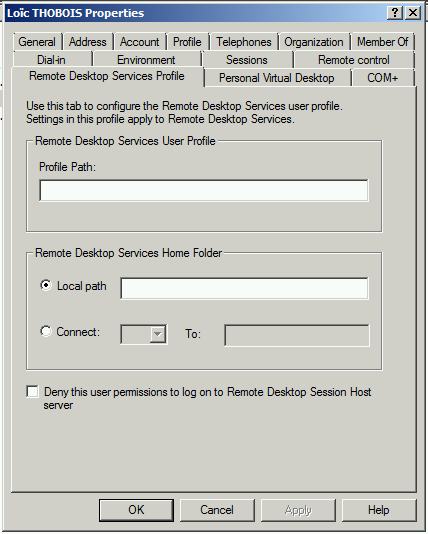 Loïc THOBOIS Properties
General Address Account Profile Telephones Organization Member Of
Dial-in Environment Sessions Remote control
Remote Desktop Services Profile Personal Virtual Desktop COM+
Use this tab to configure the Remote Desktop Services user profile.
Settings in this profile apply to Remote Desktop Services.
Remote Desktop Services User Profile
Profile Path:
Remote Desktop Services Home Folder
Local path
Connect: To:
Deny this user permissions to log on to Remote Desktop Session Host
server
OK Cancel Apply Help